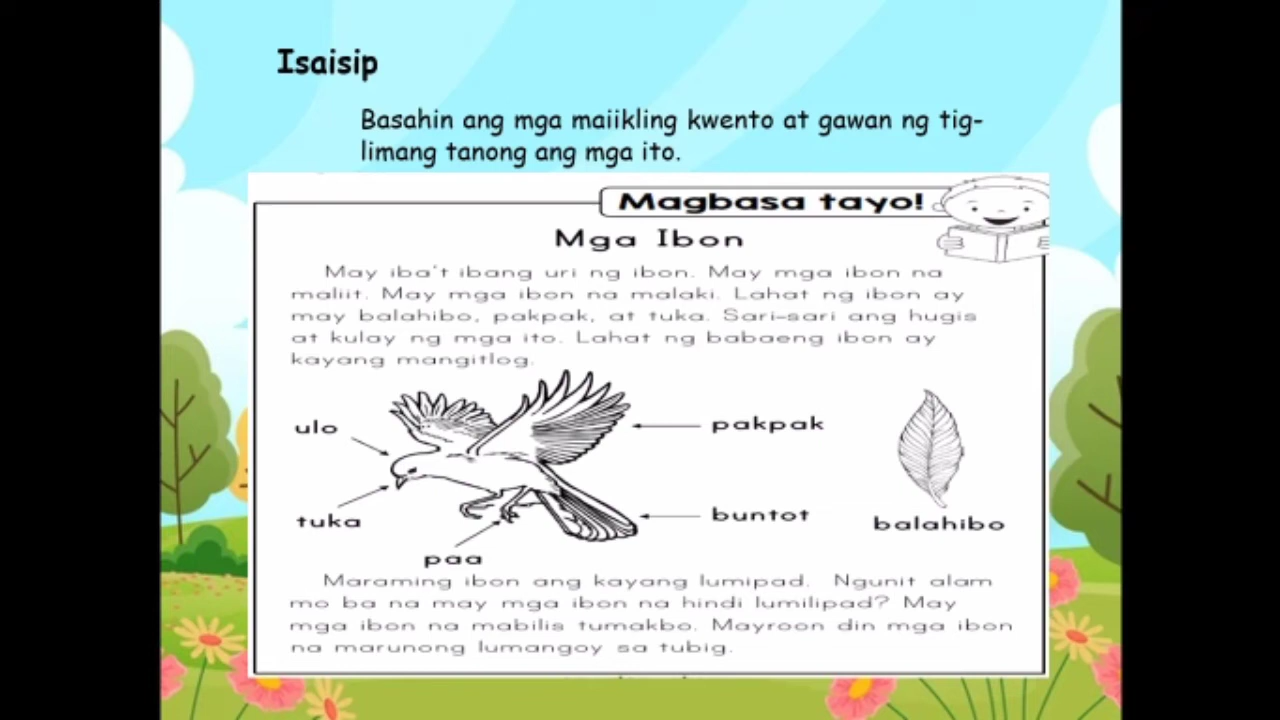 Isaisip
Basahin ang mga maiikling kwento at gawan ng tig-
limang tanong ang mga ito.
Magbasa tayo!
Mga Ibon
May iba't ibang uri ng ibon. May mga ibon na
maliit. May mga ibon na malaki. Lahat ng ibon ay
may balahibo, pakpak, at tuka. Sari-sari ang hugis
at kulay ng mga ito. Lahat ng babaeng ibon ay
kayang mangitlog.
ulo
pakpak
tuka
buntot
balahibo
paa
Maraming ibon ang kayang lumipad. Ngunit alam
mo ba na may mga ibon na hindi lumilipad? May
mga ibon na mabilis tumakbo. Mayroon din mga ibon
na marunong lumangoy sa tubig.